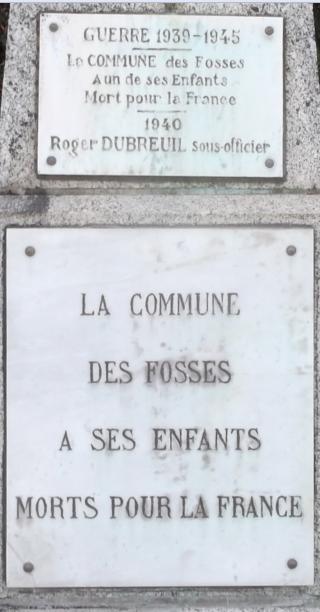 GUERRE 1939-1945
La COMMUNE des Fosses
A un de ses Enfants
Mort pour la France
1940
Roger DUBREUIL sous-officier
LA COMMUNE
DES FOSSES
A SES ENFANTS
MORTS POUR LA FRANCE